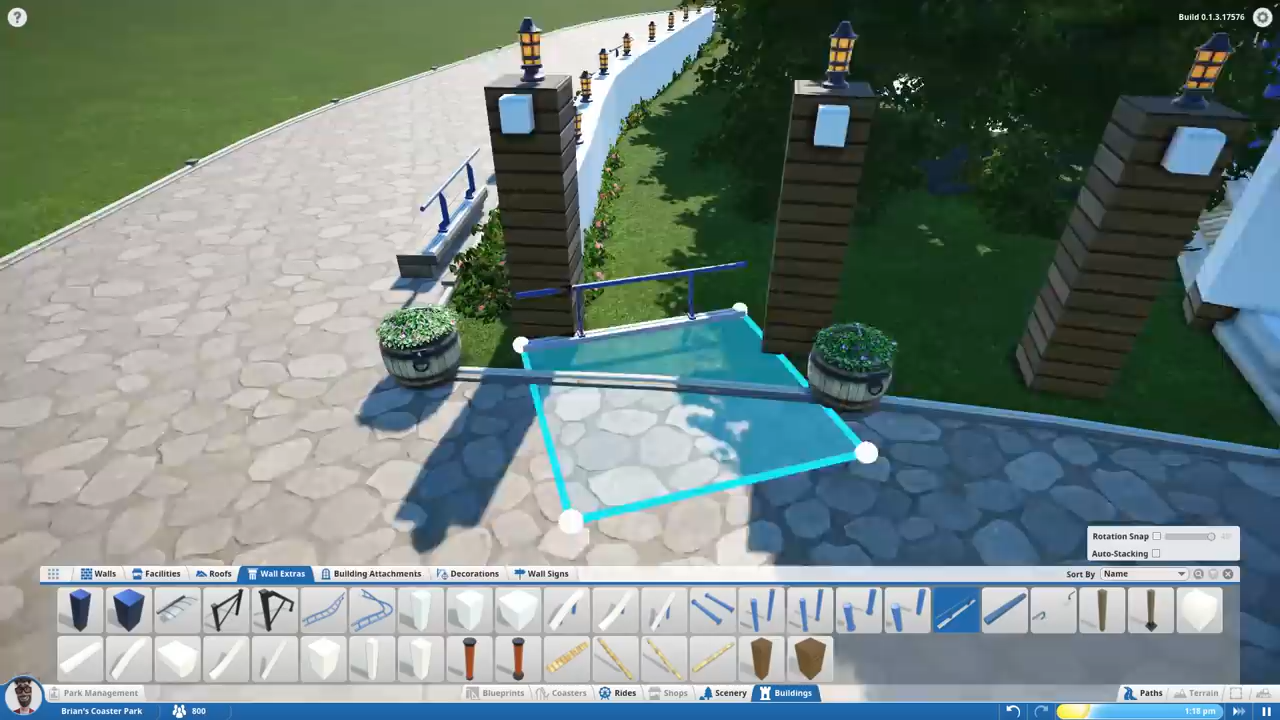 Build 0.1.3.17576
Rotation Snap
Auto-Stacking
Walls Facilities Roofs Wall Extras Building Attachments Decorations Wall Signs Sort By Name
Park Management Blueprints Coasters Rides Shops Scenery Buildings Paths Terrain
Brian's Coaster Park 800 1:18 pm